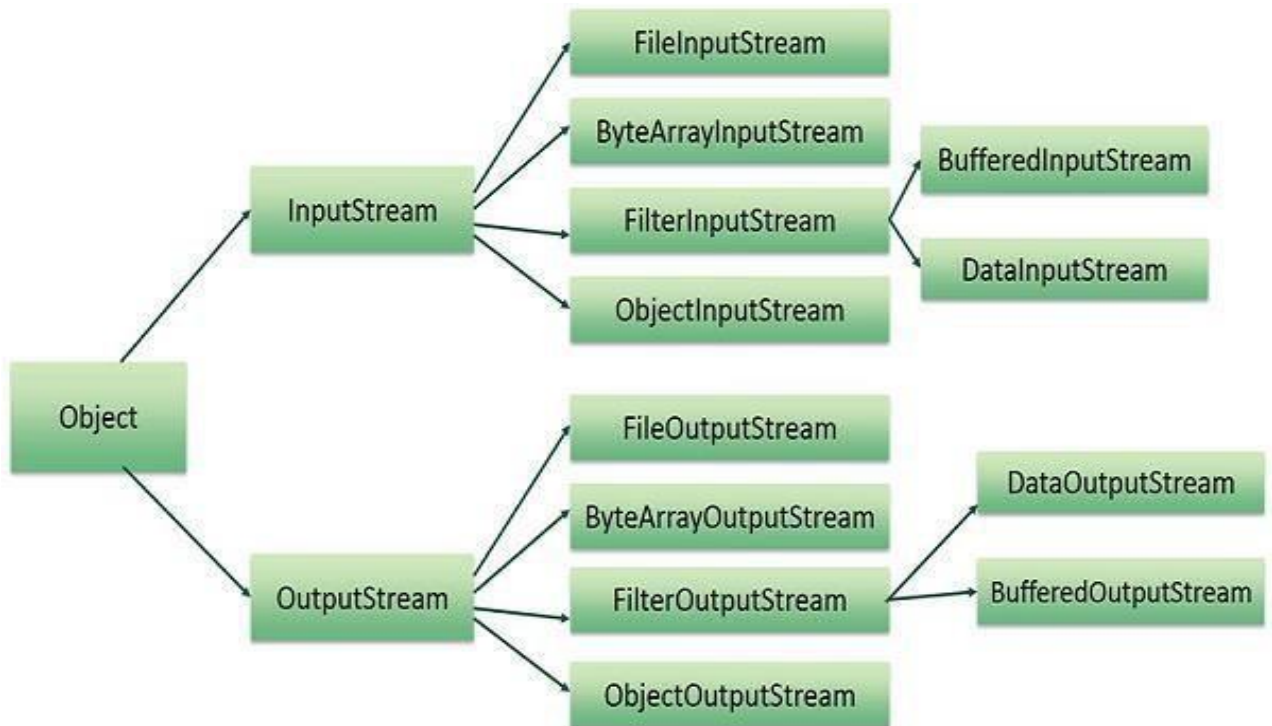 FileInputStream
ByteArrayInputStream
BufferedInputStream
InputStream
FilterInputStream
DataInputStream
ObjectInputStream
Object
FileOutputStream
DataOutputStream
ByteArrayOutputStream
OutputStream
FilterOutputStream
BufferedOutputStream
ObjectOutputStream